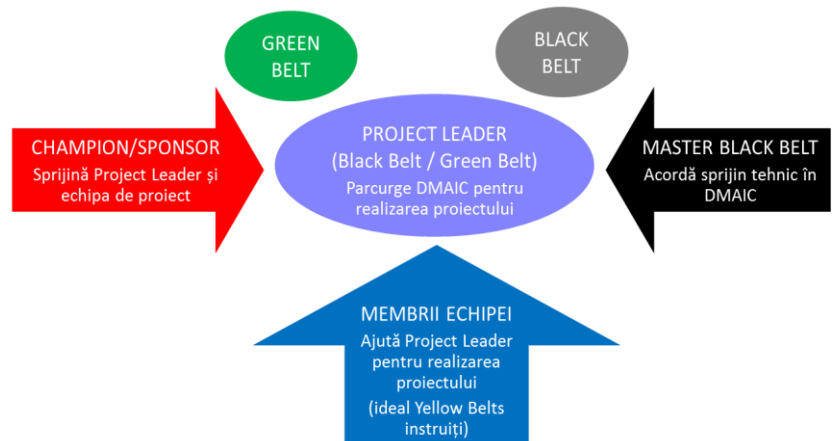 GREEN
BELT
BLACK
BELT
CHAMPION/SPONSOR
Sprijină Project Leader și
echipa de proiect
PROJECT LEADER
(Black Belt / Green Belt)
Parcurge DMAIC pentru
realizarea proiectului
MASTER BLACK BELT
Acordă sprijin tehnic în
DMAIC
MEMBRII ECHIPEI
Ajută Project Leader
pentru realizarea
proiectului
(ideal Yellow Belts
instruiți)